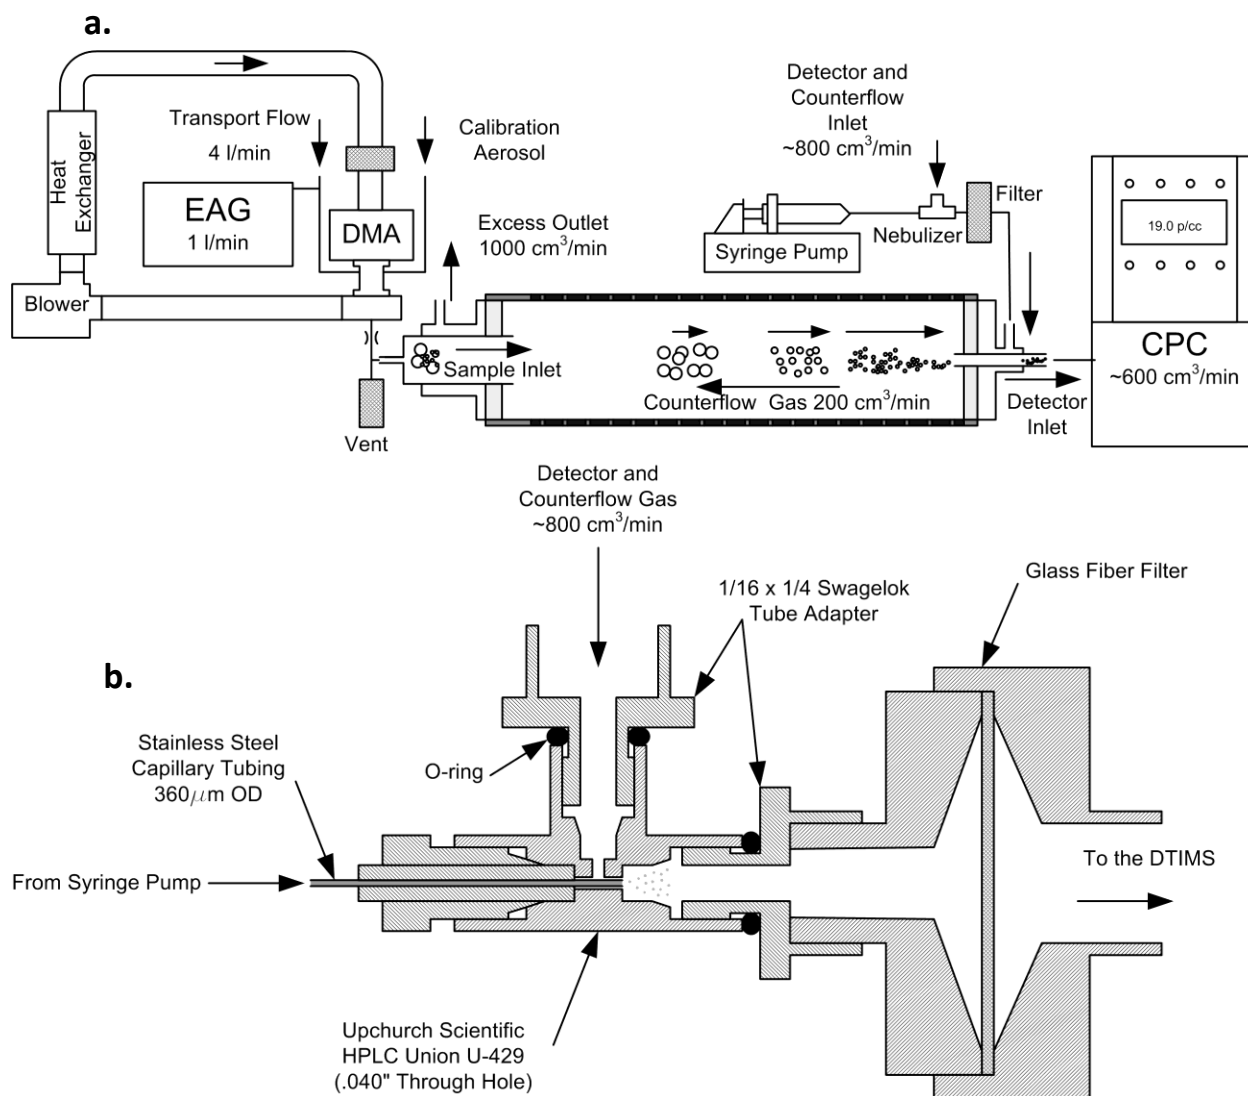 a.
Transport Flow
4 l/min
Calibration
Aerosol
Heat
Exchanger
EAG
1 l/min
DMA
Blower
Excess Outlet
1000 cm³/min
Detector and
Counterflow
Inlet
~800 cm³/min
Syringe Pump
Nebulizer
Filter
19.0 p/cc
CPC
~600 cm³/min
Sample Inlet
Counterflow Gas 200 cm³/min
Detector
Inlet
Vent
b.
Detector and
Counterflow Gas
~800 cm³/min
1/16 x 1/4 Swagelok
Tube Adapter
Glass Fiber Filter
Stainless Steel
Capillary Tubing
360μm OD
O-ring
From Syringe Pump
To the DTIMS
Upchurch Scientific
HPLC Union U-429
(.040" Through Hole)